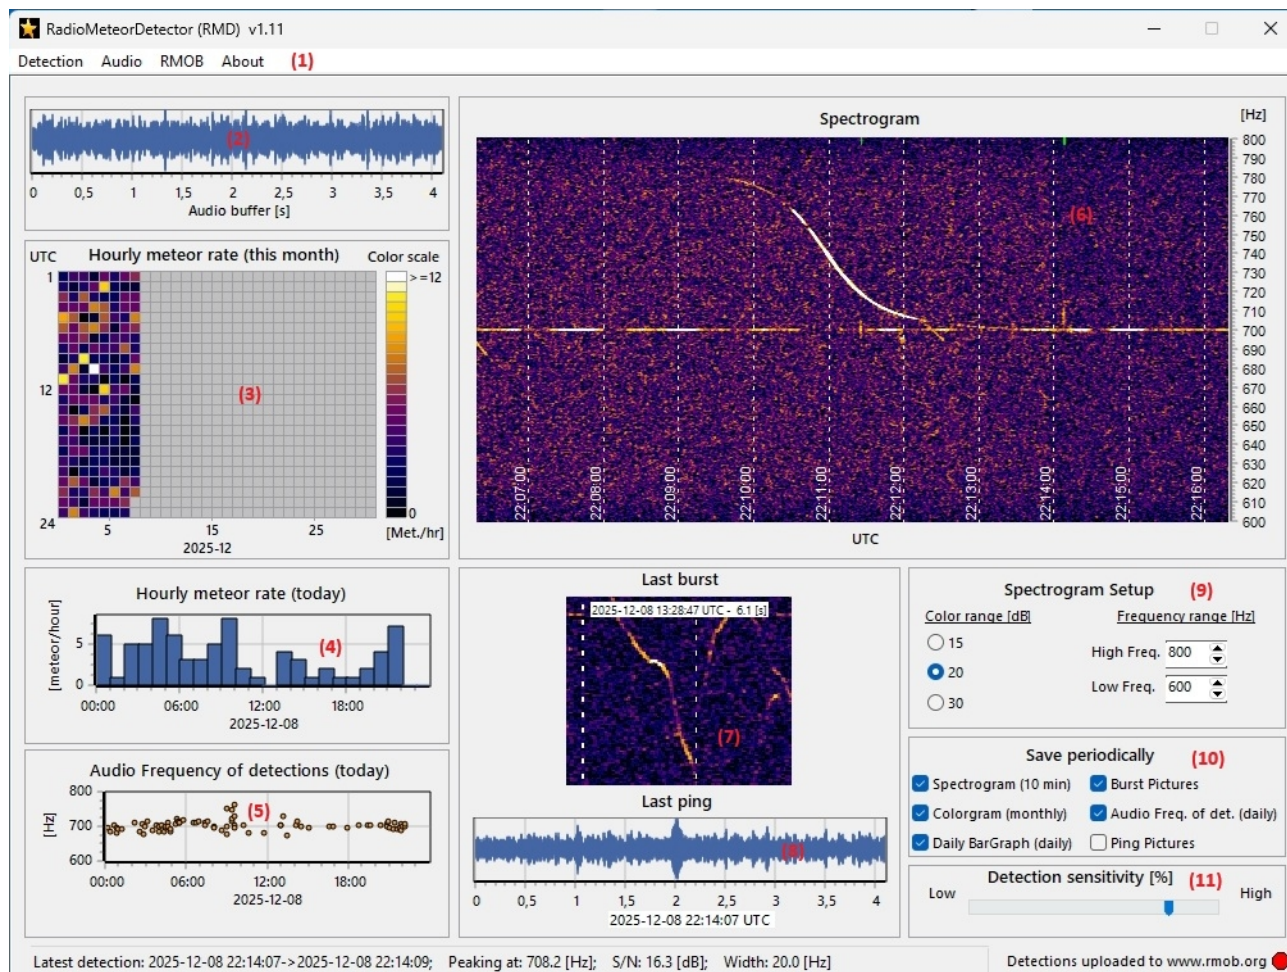 RadioMeteorDetector (RMD) v1.11
Detection Audio RMOB About (1)
(2)
0 0,5 1 1,5 2 2,5 3 3,5 4
Audio buffer [s]
UTC Hourly meteor rate (this month) Color scale
1
12
24
(3)
>=12
0
[Met./hr]
5 15 25
2025-12
Hourly meteor rate (today)
[meteor/hour]
5
0
(4)
00:00 06:00 12:00 18:00
2025-12-08
Audio Frequency of detections (today)
[Hz]
800
700
600
(5)
00:00 06:00 12:00 18:00
2025-12-08
Spectrogram
[Hz]
800
790
780
770
760
750
740
730
720
710
700
690
680
670
660
650
640
630
620
610
600
(6)
22:07:00 22:08:00 22:09:00 22:10:00 22:11:00 22:12:00 22:13:00 22:14:00 22:15:00 22:16:00
UTC
Last burst
2025-12-08 13:28:47 UTC - 6.1 [s]
(7)
Last ping
(8)
0 1 2 3 4
2025-12-08 22:14:07 UTC
Spectrogram Setup (9)
Color range [dB] Frequency range [Hz]
15
20
30
High Freq. 800
Low Freq. 600
Save periodically (10)
Spectrogram (10 min) Burst Pictures
Colorgram (monthly) Audio Freq. of det. (daily)
Daily BarGraph (daily) Ping Pictures
Detection sensitivity [%] (11)
Low High
Latest detection: 2025-12-08 22:14:07->2025-12-08 22:14:09; Peaking at: 708.2 [Hz]; S/N: 16.3 [dB]; Width: 20.0 [Hz]
Detections uploaded to www.rmob.org